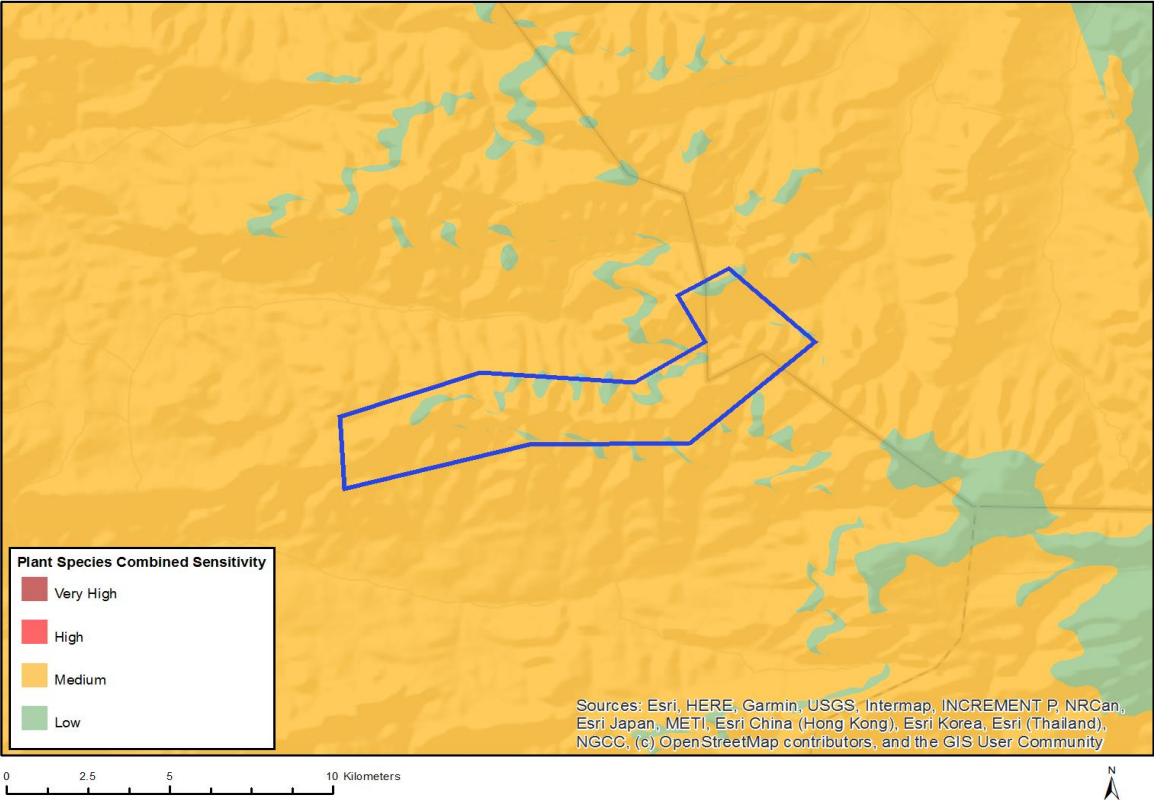 Plant Species Combined Sensitivity
Very High
High
Medium
Low
Sources: Esri, HERE, Garmin, USGS, Intermap, INCREMENT P, NRCan,
Esri Japan, METI, Esri China (Hong Kong), Esri Korea, Esri (Thailand),
NGCC, (c) OpenStreetMap contributors, and the GIS User Community
0 2.5 5 10 Kilometers
N